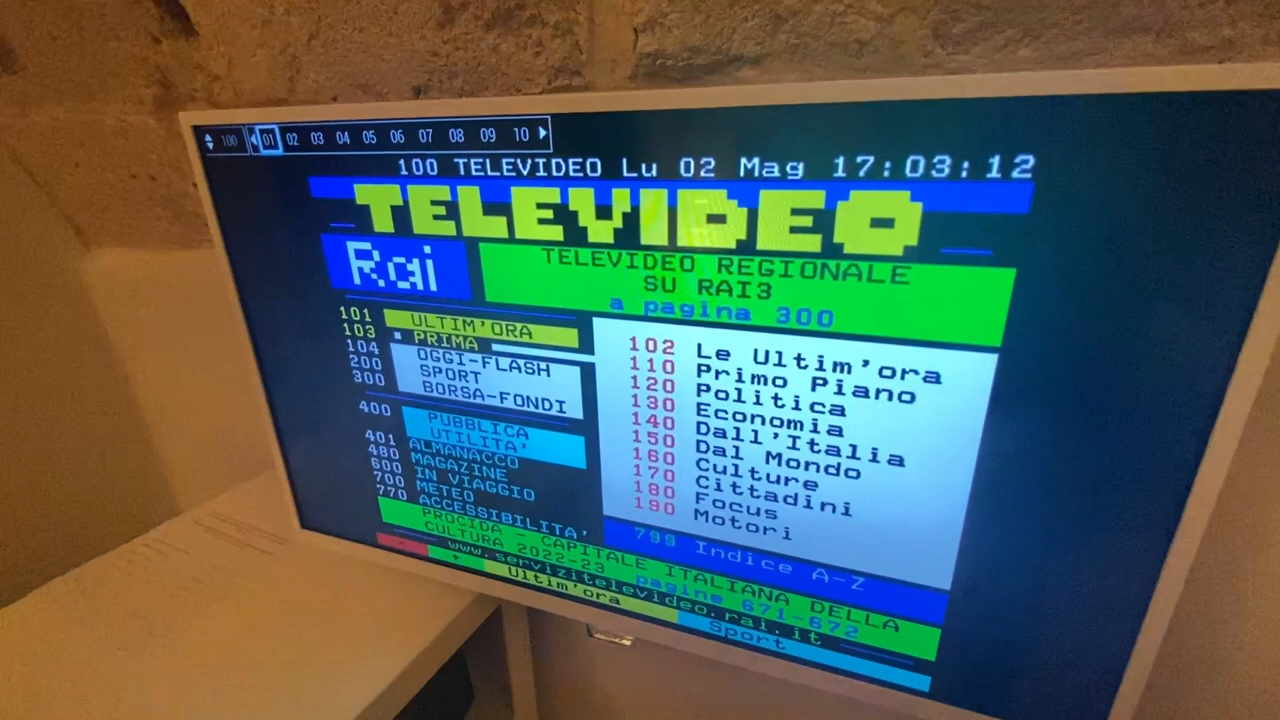 100 01 02 03 04 05 06 07 08 09 10
100 TELEVIDEO Lu 02 Mag 17:03:12
TELEVIDEO
Rai
TELEVIDEO REGIONALE
SU RAI3
a pagina 300
101 ULTIM'ORA
103 PRIMA
104 OGGI-FLASH
200 SPORT
300 BORSA-FONDI
400 PUBBLICA
UTILITA'
401 ALMANACCO
480 MAGAZINE
600 IN VIAGGIO
700 METEO
770 ACCESSIBILITA'
102 Le Ultim'ora
110 Primo Piano
120 Politica
130 Economia
140 Dall'Italia
150 Dal Mondo
160 Culture
170 Cittadini
180 Focus
190 Motori
799 Indice A-Z
PROCIDA - CAPITALE ITALIANA DELLA
CULTURA 2022-23 pagine 671-672
www.servizitelevideo.rai.it
- + Ultim'ora Sport
PHILIPS